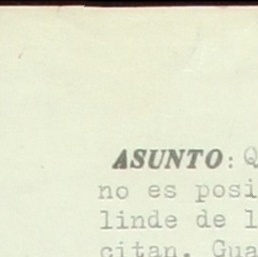 ASUNTO: Q
no es posi
linde de l
citan. Gua